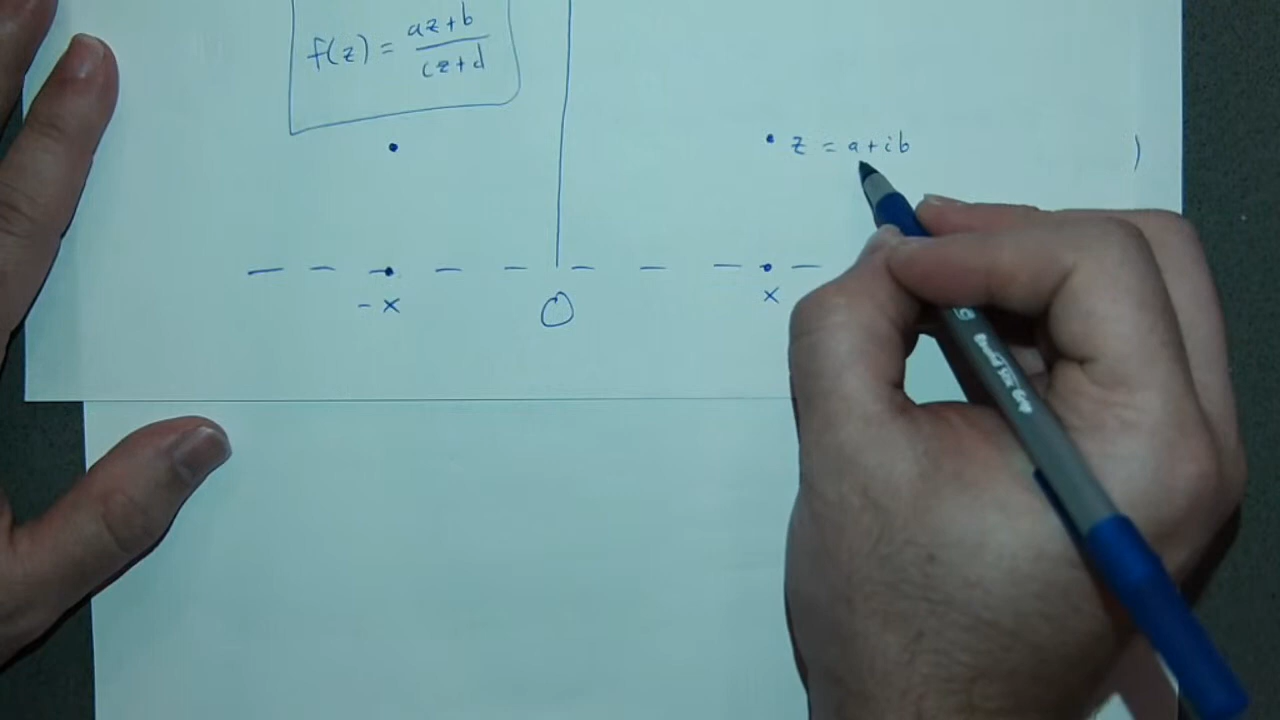 f(z) = az+b
cz+d
z = a+ib
)
-x
0
x